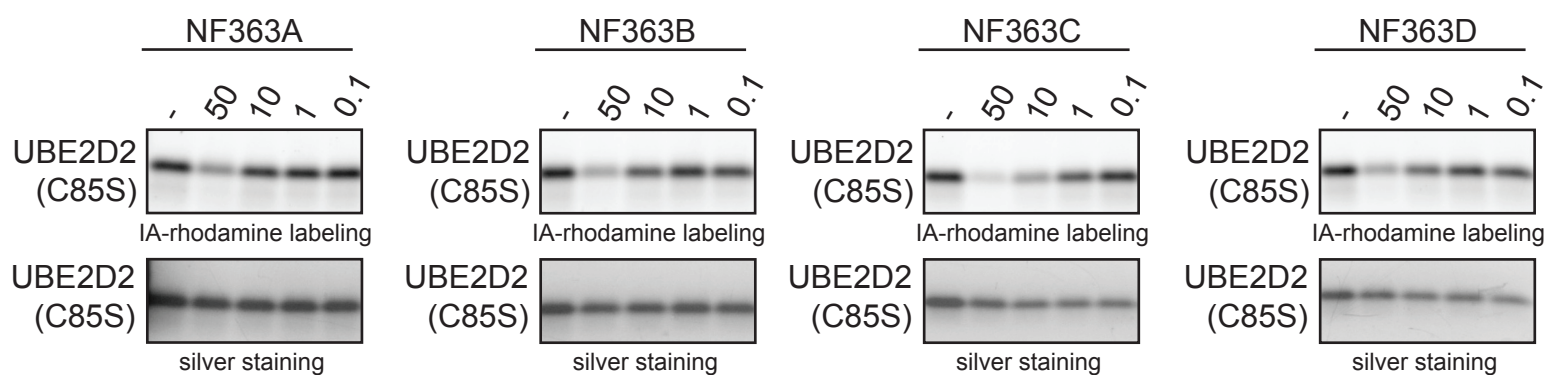 NF363A
- 50 10 1 0.1
UBE2D2
(C85S)
IA-rhodamine labeling
UBE2D2
(C85S)
silver staining
NF363B
- 50 10 1 0.1
UBE2D2
(C85S)
IA-rhodamine labeling
UBE2D2
(C85S)
silver staining
NF363C
- 50 10 1 0.1
UBE2D2
(C85S)
IA-rhodamine labeling
UBE2D2
(C85S)
silver staining
NF363D
- 50 10 1 0.1
UBE2D2
(C85S)
IA-rhodamine labeling
UBE2D2
(C85S)
silver staining